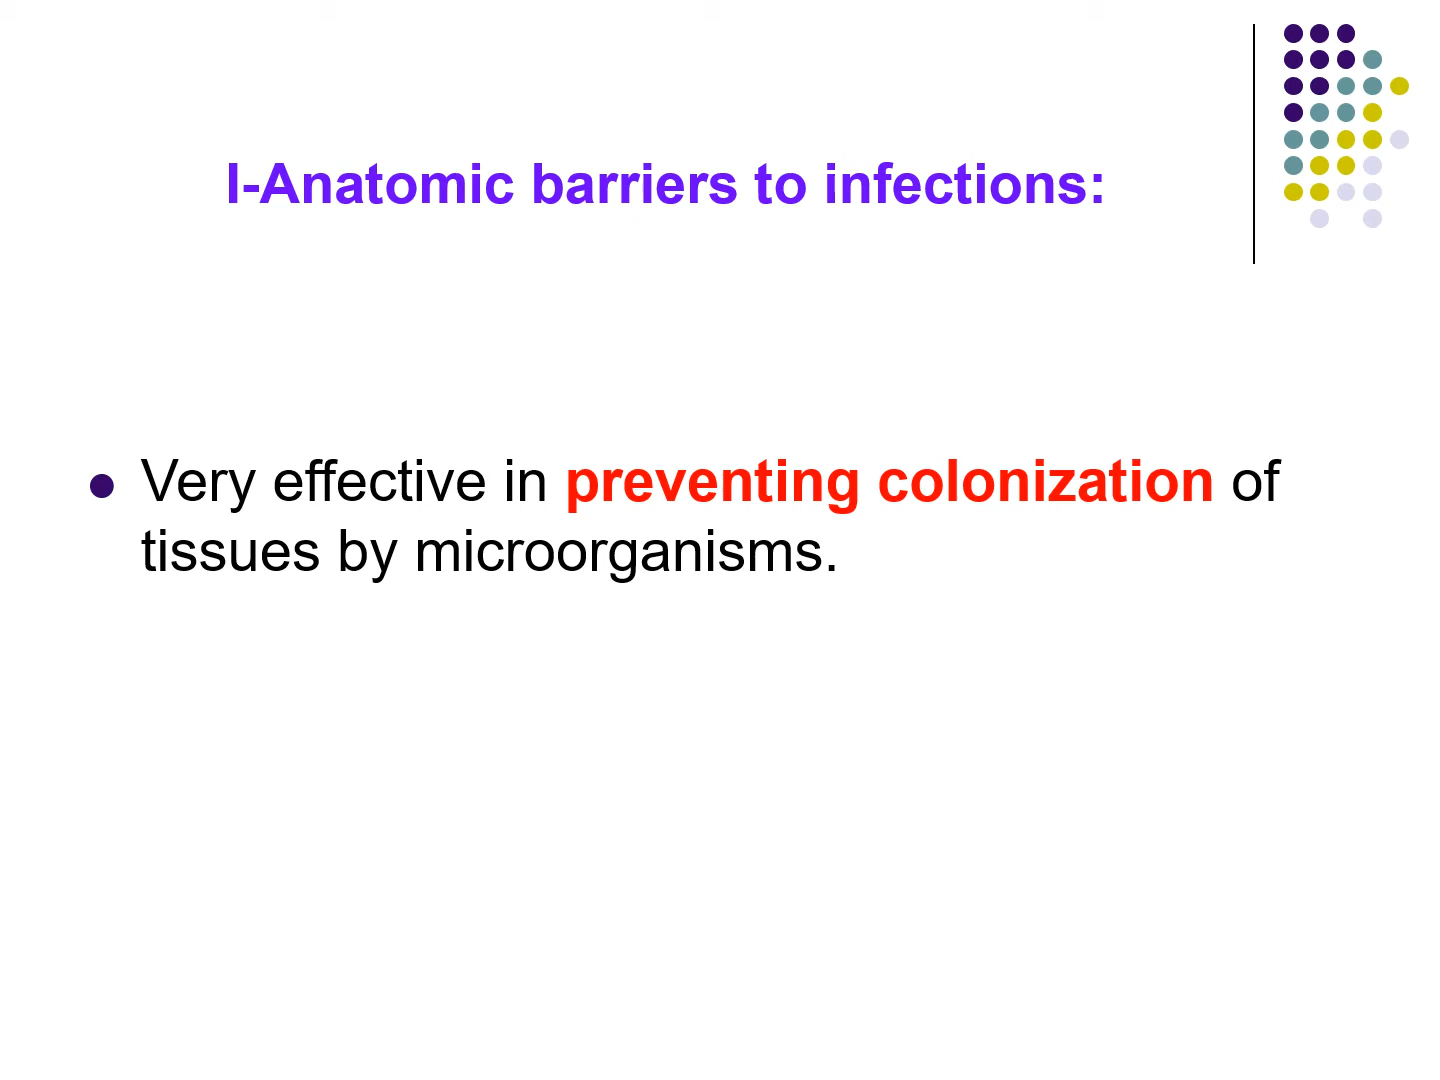 I-Anatomic barriers to infections:
Very effective in preventing colonization of
tissues by microorganisms.